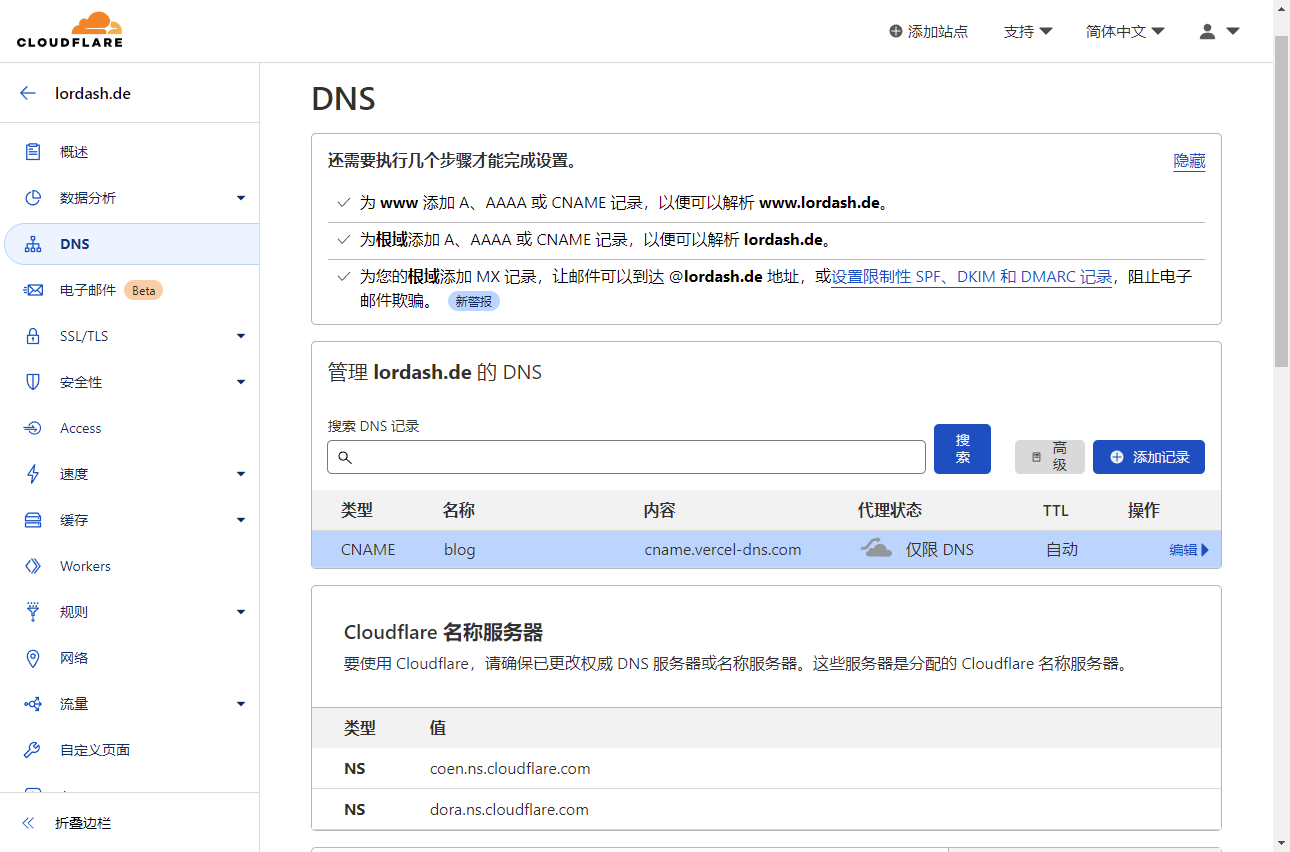 CLOUDFLARE
添加站点
支持
简体中文
lordash.de
概述
数据分析
DNS
电子邮件 Beta
SSL/TLS
安全性
Access
速度
缓存
Workers
规则
网络
流量
自定义页面
折叠边栏
DNS
还需要执行几个步骤才能完成设置。
隐藏
为 www 添加 A、AAAA 或 CNAME 记录，以便可以解析 www.lordash.de。
为根域添加 A、AAAA 或 CNAME 记录，以便可以解析 lordash.de。
为您的根域添加 MX 记录，让邮件可以到达 @lordash.de 地址，或设置限制性 SPF、DKIM 和 DMARC 记录，阻止电子
邮件欺骗。 新警报
管理 lordash.de 的 DNS
搜索 DNS 记录
搜
索
高
级
添加记录
类型 名称 内容 代理状态 TTL 操作
CNAME blog cname.vercel-dns.com 仅限 DNS 自动 编辑
Cloudflare 名称服务器
要使用 Cloudflare，请确保已更改权威 DNS 服务器或名称服务器。这些服务器是分配的 Cloudflare 名称服务器。
类型 值
NS coen.ns.cloudflare.com
NS dora.ns.cloudflare.com